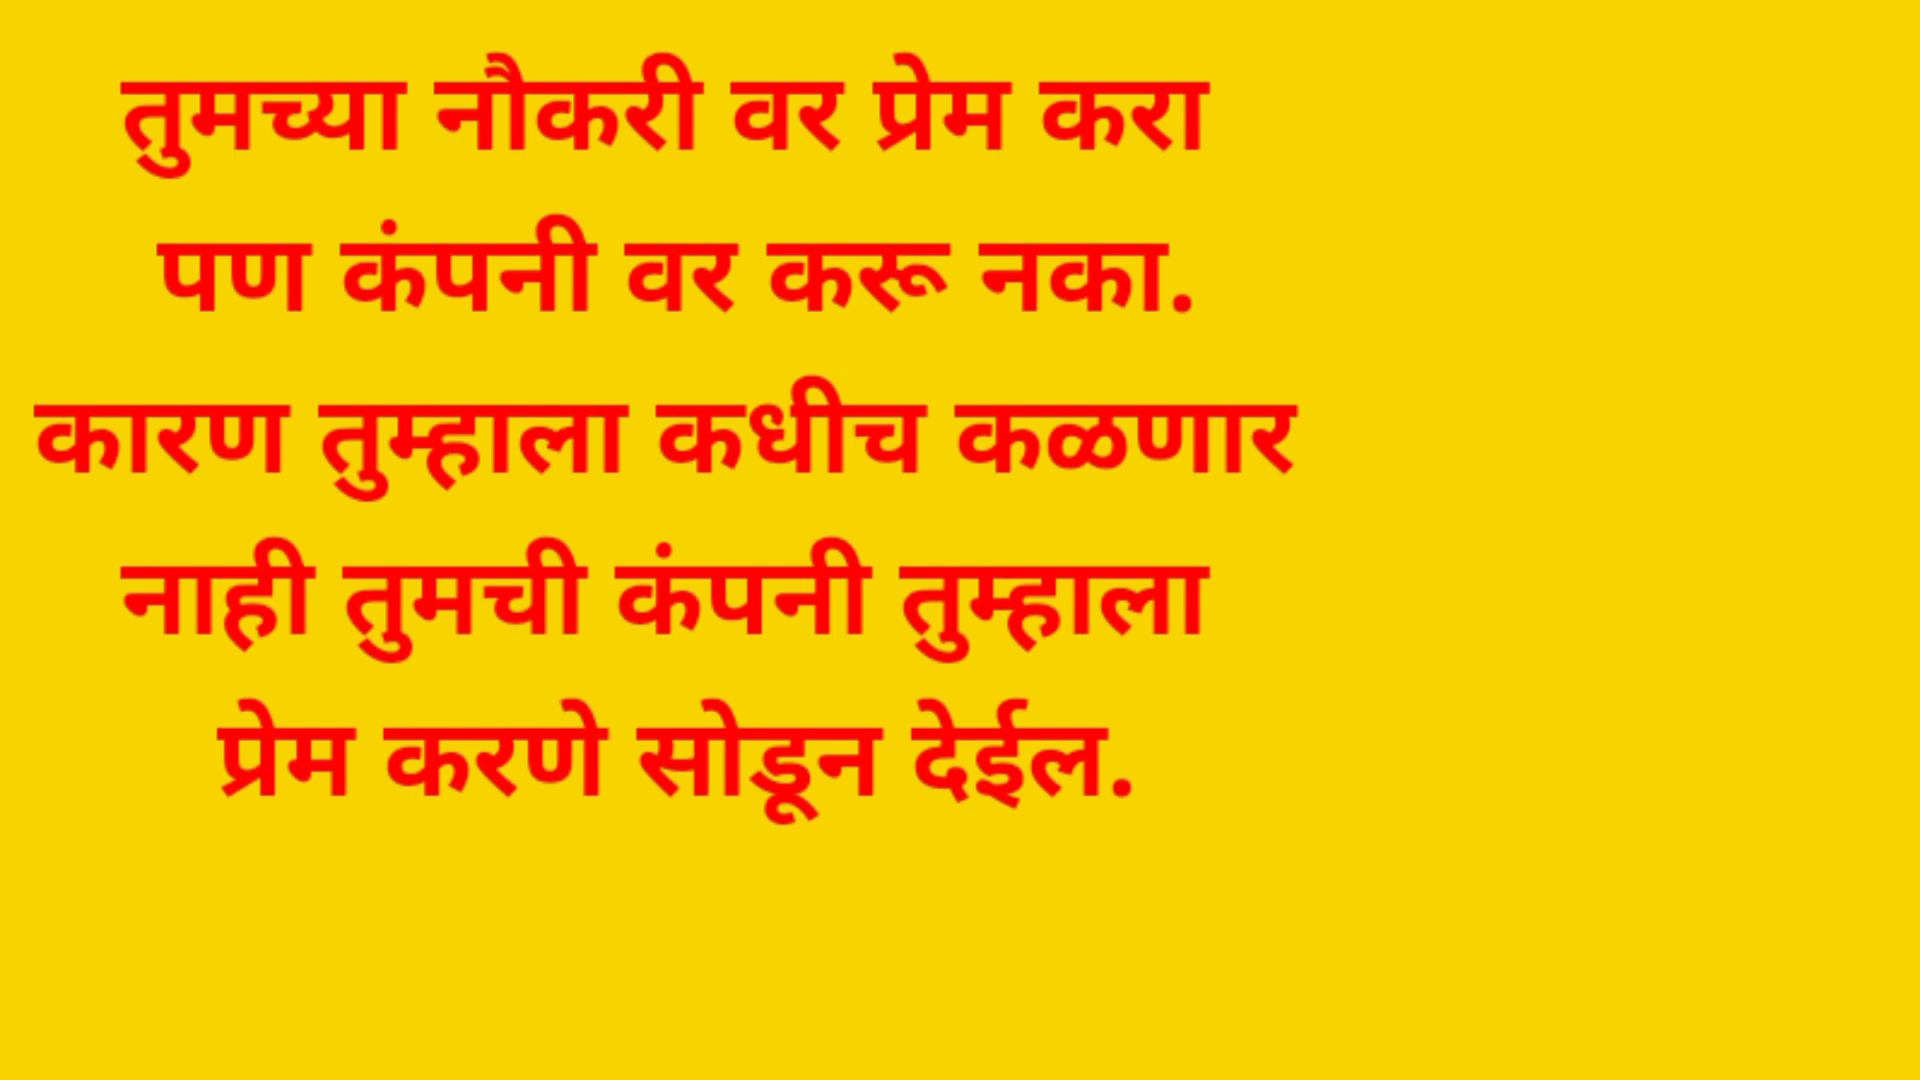 तुमच्या नौकरी वर प्रेम करा
पण कंपनी वर करू नका.
कारण तुम्हाला कधीच कळणार
नाही तुमची कंपनी तुम्हाला
प्रेम करणे सोडून देईल.